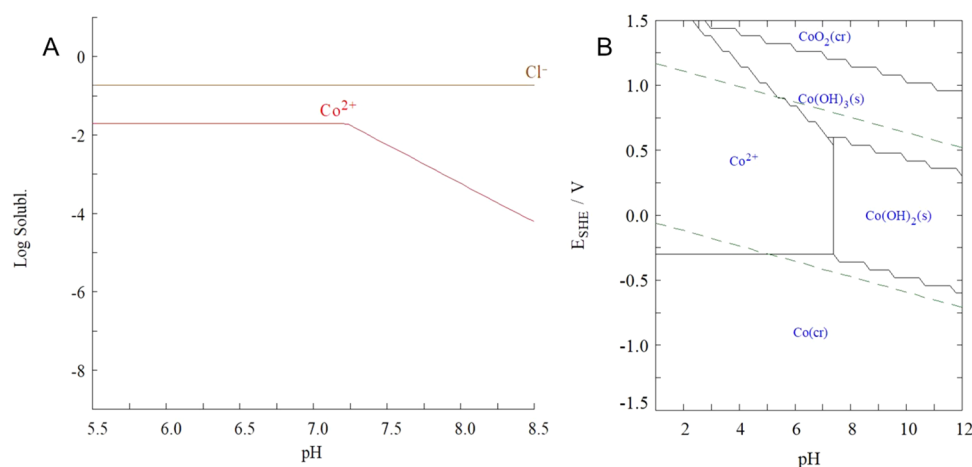 A
0
-2
-4
-6
-8
Log Solubl.
Cl⁻
Co²⁺
5.5 6.0 6.5 7.0 7.5 8.0 8.5
pH
B
1.5
1.0
0.5
0.0
-0.5
-1.0
-1.5
E_SHE / V
CoO₂(cr)
Co(OH)₃(s)
Co²⁺
Co(OH)₂(s)
Co(cr)
2 4 6 8 10 12
pH